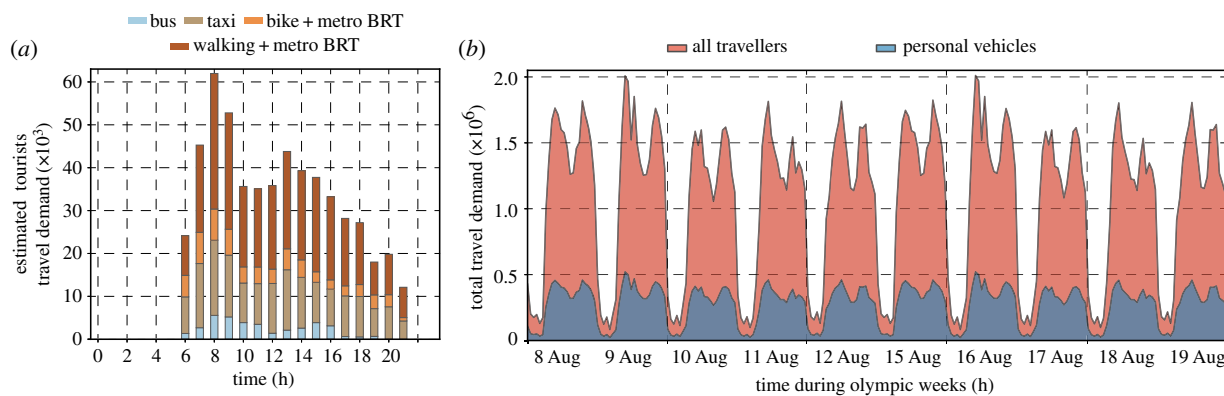 bus taxi bike + metro BRT
walking + metro BRT
(a)
estimated tourists
travel demand (×10³)
60
50
40
30
20
10
0
0 2 4 6 8 10 12 14 16 18 20
time (h)
(b)
all travellers personal vehicles
total travel demand (×10⁶)
2.0
1.5
1.0
0.5
0
8 Aug 9 Aug 10 Aug 11 Aug 12 Aug 15 Aug 16 Aug 17 Aug 18 Aug 19 Aug
time during olympic weeks (h)